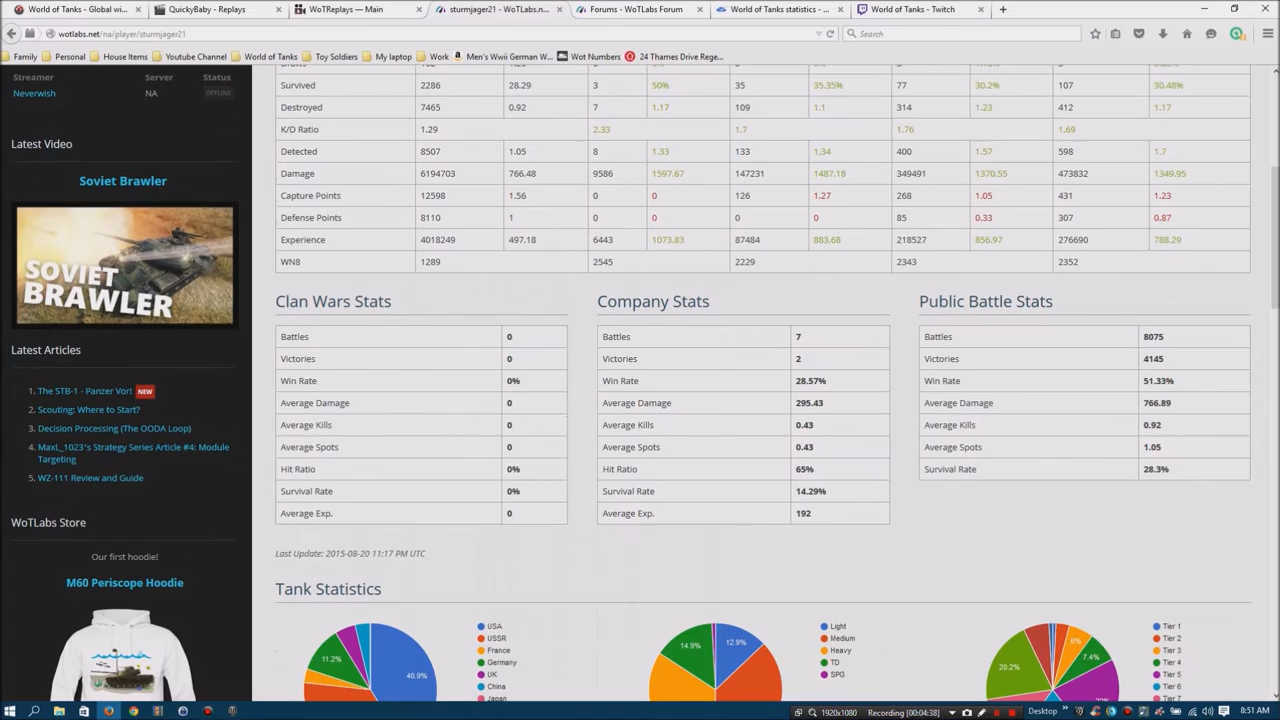 World of Tanks - Global wi...
QuickyBaby - Replays
WoTReplays — Main
sturmjager21 - WoTLabs.n...
Forums - WoTLabs Forum
World of Tanks statistics - ...
World of Tanks - Twitch
wotlabs.net/na/player/sturmjager21
Search
Family
Personal
House Items
Youtube Channel
World of Tanks
Toy Soldiers
My laptop
Work
Men's Wwii German W...
Wot Numbers
24 Thames Drive Rege...
Streamer Server Status
Neverwish NA OFFLINE
Latest Video
Soviet Brawler
SOVIET
BRAWLER
Latest Articles
1. The STB-1 - Panzer Vor! NEW
2. Scouting: Where to Start?
3. Decision Processing (The OODA Loop)
4. MaxL_1023's Strategy Series Article #4: Module
Targeting
5. WZ-111 Review and Guide
WoTLabs Store
Our first hoodie!
M60 Periscope Hoodie
Survived 2286 28.29 3 50% 35 35.35% 77 30.2% 107 30.48%
Destroyed 7465 0.92 7 1.17 109 1.1 314 1.23 412 1.17
K/D Ratio 1.29 2.33 1.7 1.76 1.69
Detected 8507 1.05 8 1.33 133 1.34 400 1.57 598 1.7
Damage 6194703 766.48 9586 1597.67 147231 1487.18 349491 1370.55 473832 1349.95
Capture Points 12598 1.56 0 0 126 1.27 268 1.05 431 1.23
Defense Points 8110 1 0 0 0 0 85 0.33 307 0.87
Experience 4018249 497.18 6443 1073.83 87484 883.68 218527 856.97 276690 788.29
WN8 1289 2545 2229 2343 2352
Clan Wars Stats
Battles 0
Victories 0
Win Rate 0%
Average Damage 0
Average Kills 0
Average Spots 0
Hit Ratio 0%
Survival Rate 0%
Average Exp. 0
Company Stats
Battles 7
Victories 2
Win Rate 28.57%
Average Damage 295.43
Average Kills 0.43
Average Spots 0.43
Hit Ratio 65%
Survival Rate 14.29%
Average Exp. 192
Public Battle Stats
Battles 8075
Victories 4145
Win Rate 51.33%
Average Damage 766.89
Average Kills 0.92
Average Spots 1.05
Survival Rate 28.3%
Last Update: 2015-08-20 11:17 PM UTC
Tank Statistics
11.2%
40.9%
USA
USSR
France
Germany
UK
China
Japan
14.9%
12.9%
Light
Medium
Heavy
TD
SPG
20.2%
6%
7.4%
Tier 1
Tier 2
Tier 3
Tier 4
Tier 5
Tier 6
Tier 7
1920x1080
Recording [00:04:38]
Desktop
8:51 AM